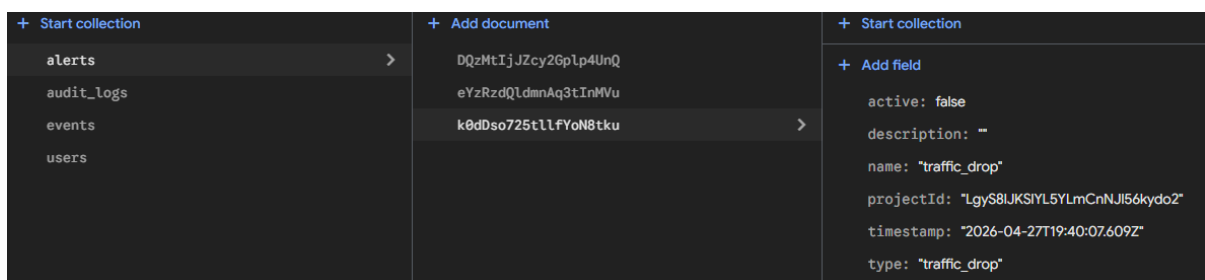 + Start collection
alerts
audit_logs
events
users
+ Add document
DQzMtIjJZcy2Gplp4UnQ
eYzRzdQldmnAq3tInMVu
k0dDso725tllfYoN8tku
+ Start collection
+ Add field
active: false
description: ""
name: "traffic_drop"
projectId: "LgyS8IJKSIYL5YLmCnNJl56kydo2"
timestamp: "2026-04-27T19:40:07.609Z"
type: "traffic_drop"